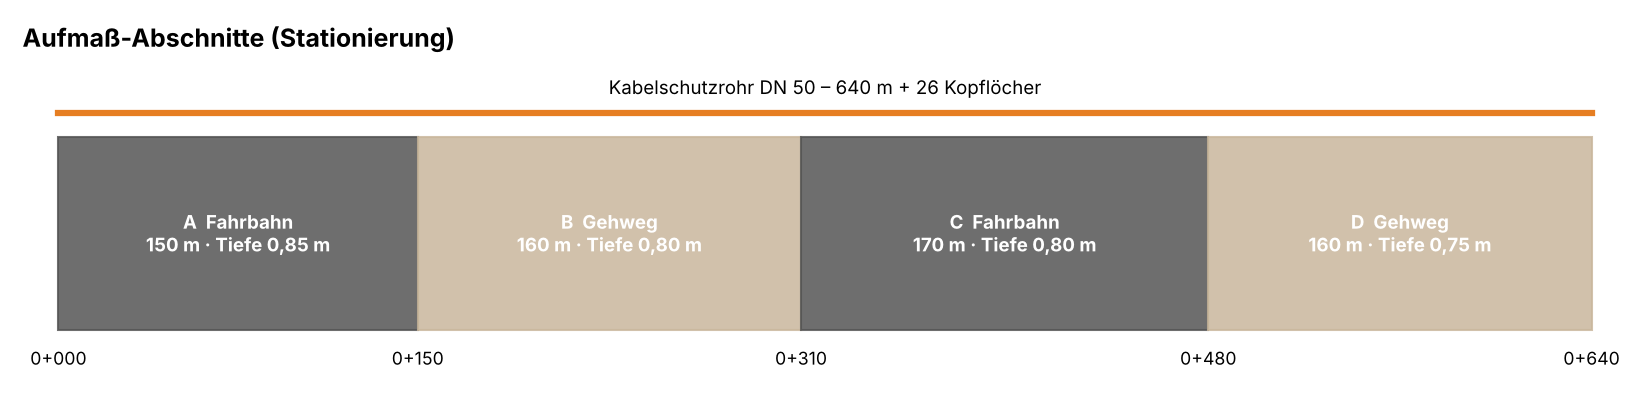 Aufmaß-Abschnitte (Stationierung)
Kabelschutzrohr DN 50 – 640 m + 26 Kopflöcher
A Fahrbahn
150 m · Tiefe 0,85 m
B Gehweg
160 m · Tiefe 0,80 m
C Fahrbahn
170 m · Tiefe 0,80 m
D Gehweg
160 m · Tiefe 0,75 m
0+000
0+150
0+310
0+480
0+640